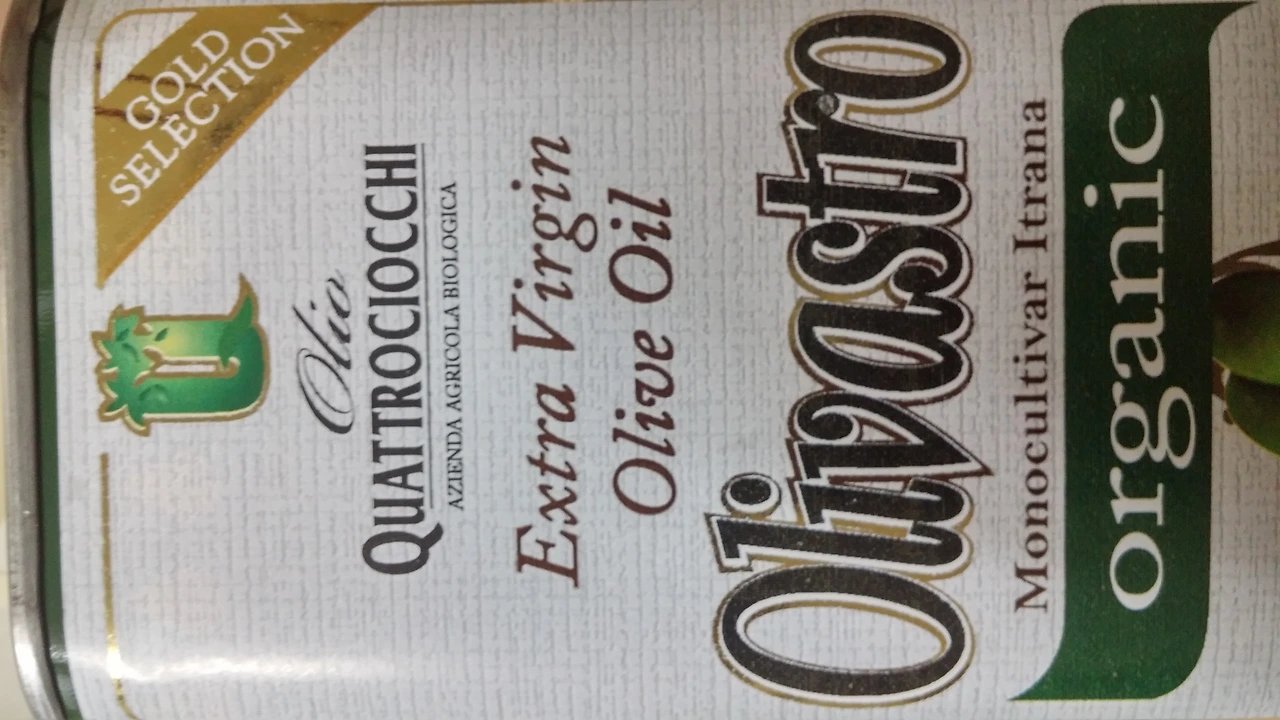 GOLD
SELECTION
Olio
QUATTROCIOCCHI
AZIENDA AGRICOLA BIOLOGICA
Extra Virgin
Olive Oil
Olivastro
Monocultivar Itrana
organic